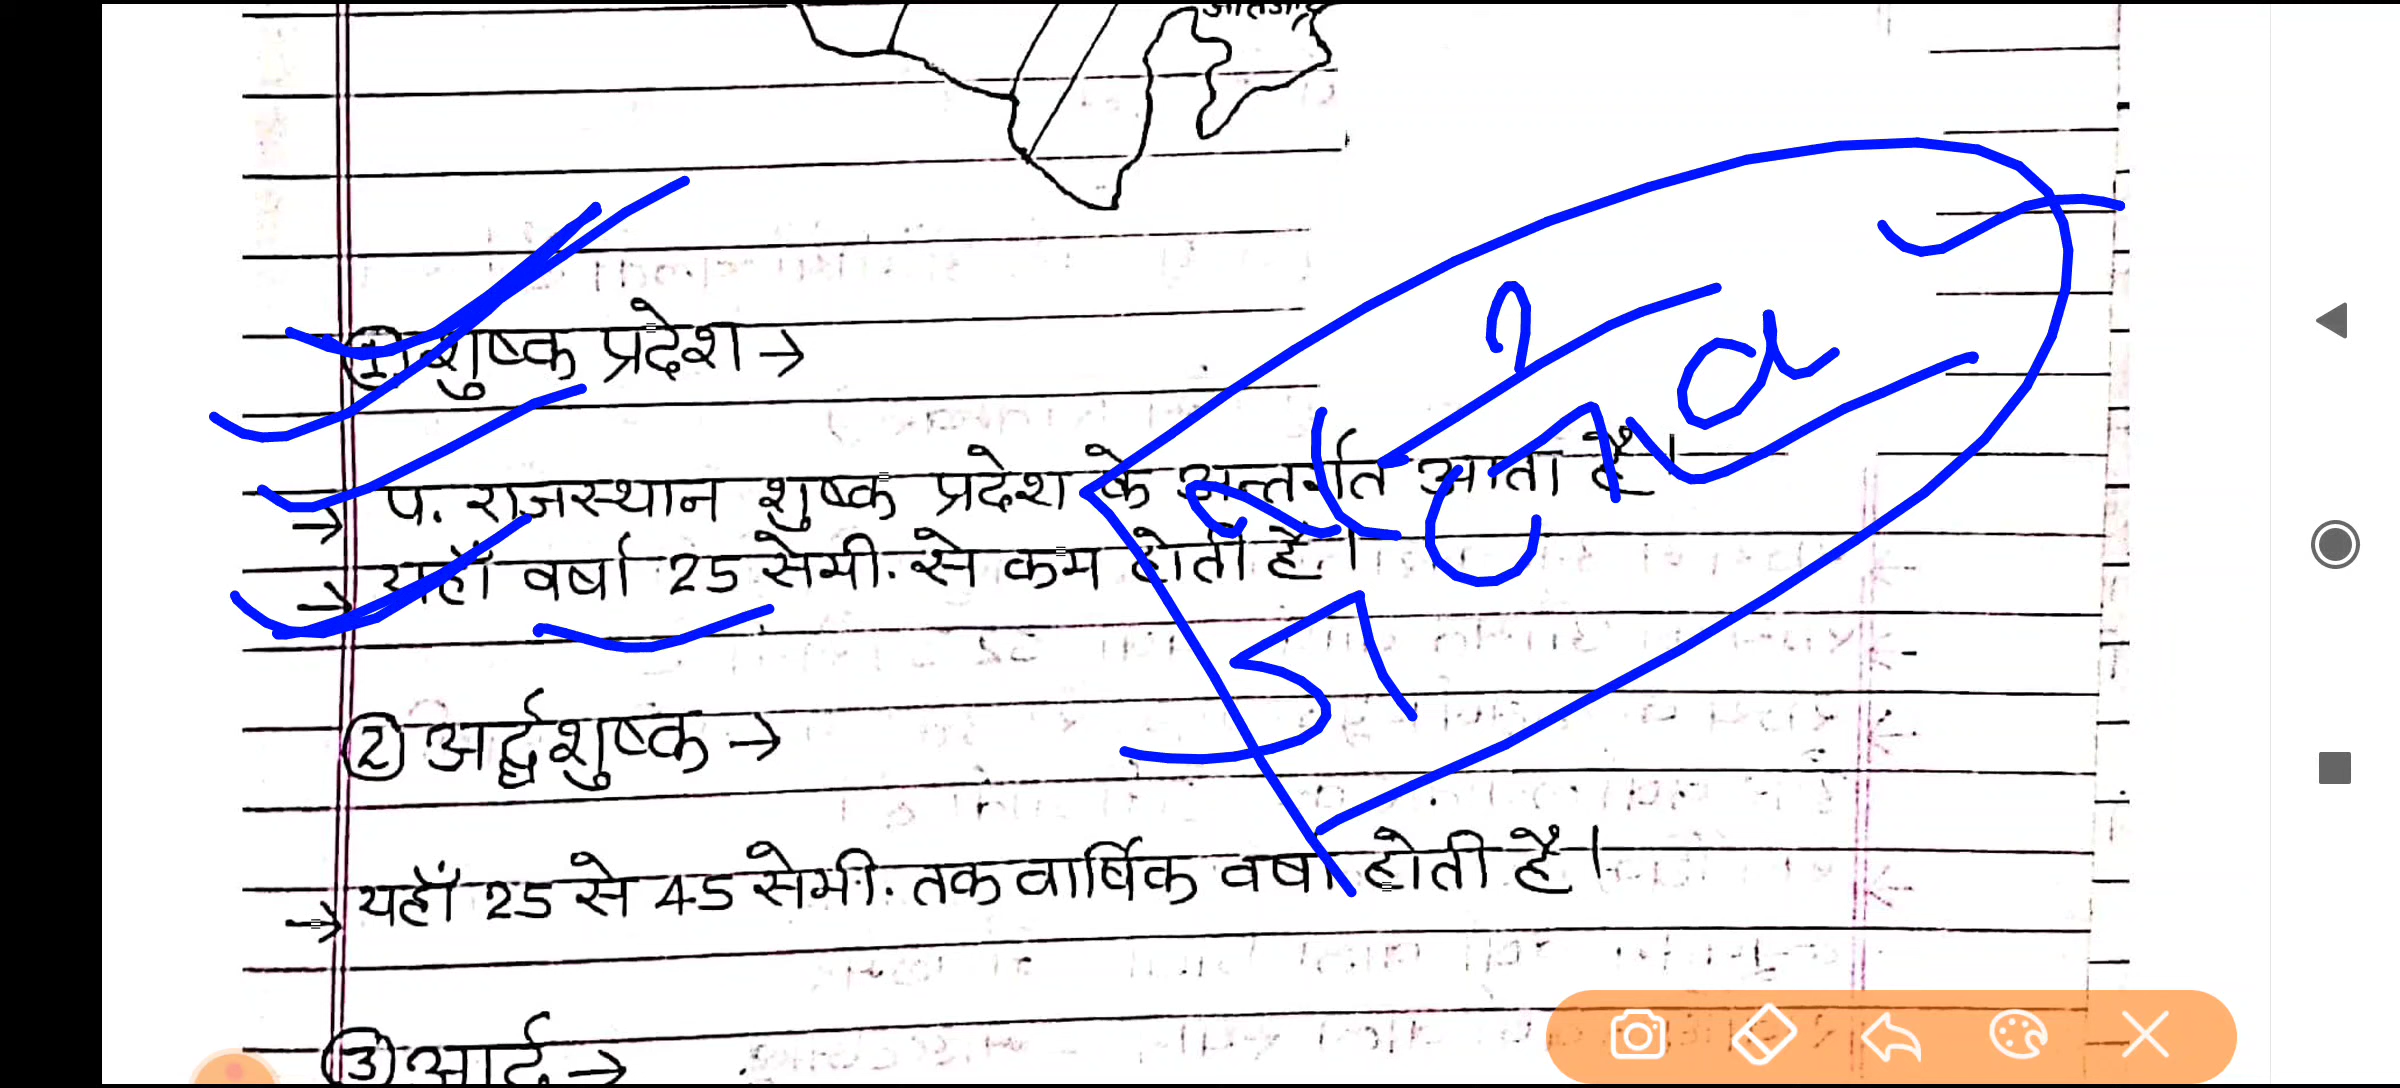 ① शुष्क प्रदेश →
→ प. राजस्थान शुष्क प्रदेश के अन्तर्गत आता है।
→ यहाँ वर्षा 25 सेमी. से कम होती है।
② अर्द्धशुष्क →
→ यहाँ 25 से 45 सेमी. तक वार्षिक वर्षा होती है।
③ आर्द्र →